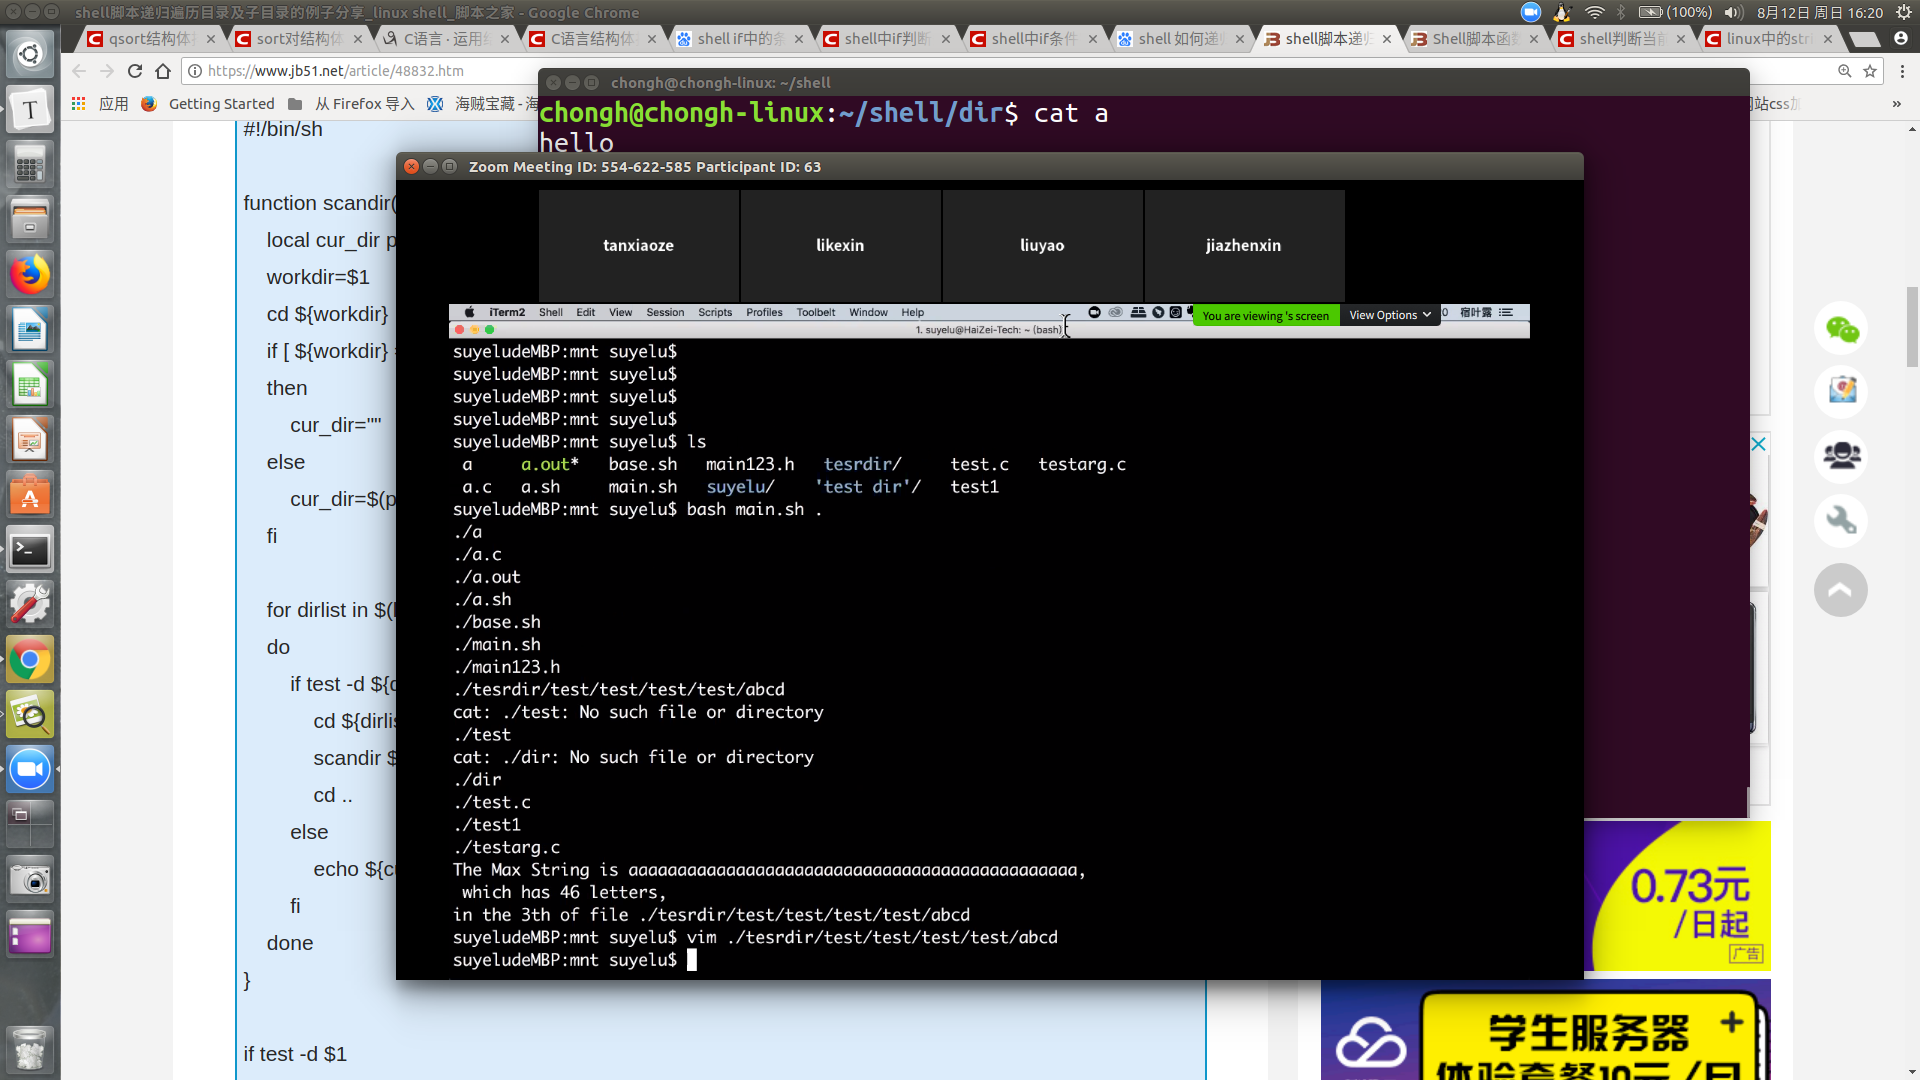 shell脚本递归遍历目录及子目录的例子分享_linux shell_脚本之家 - Google Chrome
(100%) 8月12日 周日 16:20
qsort结构体
sort对结构体
C语言 · 运用
C语言结构体
shell if中的条
shell中if判断
shell中if条件
shell 如何递
shell脚本递归
Shell脚本函数
shell判断当前
linux中的stri
https://www.jb51.net/article/48832.htm
应用
Getting Started
从 Firefox 导入
海贼宝藏 - 海
网站css加
#!/bin/sh
function scandir(
local cur_dir p
workdir=$1
cd ${workdir}
if [ ${workdir}
then
cur_dir=""
else
cur_dir=$(p
fi
for dirlist in $(
do
if test -d ${
cd ${dirlis
scandir $
cd ..
else
echo ${cu
fi
done
}
if test -d $1
chongh@chongh-linux: ~/shell
chongh@chongh-linux:~/shell/dir$ cat a
hello
Zoom Meeting ID: 554-622-585 Participant ID: 63
tanxiaoze
likexin
liuyao
jiazhenxin
iTerm2 Shell Edit View Session Scripts Profiles Toolbelt Window Help
You are viewing 's screen
View Options
宿叶露
1. suyelu@HaiZei-Tech: ~ (bash)
suyeludeMBP:mnt suyelu$
suyeludeMBP:mnt suyelu$
suyeludeMBP:mnt suyelu$
suyeludeMBP:mnt suyelu$
suyeludeMBP:mnt suyelu$ ls
a a.out* base.sh main123.h tesrdir/ test.c testarg.c
a.c a.sh main.sh suyelu/ 'test dir'/ test1
suyeludeMBP:mnt suyelu$ bash main.sh .
./a
./a.c
./a.out
./a.sh
./base.sh
./main.sh
./main123.h
./tesrdir/test/test/test/test/abcd
cat: ./test: No such file or directory
./test
cat: ./dir: No such file or directory
./dir
./test.c
./test1
./testarg.c
The Max String is aaaaaaaaaaaaaaaaaaaaaaaaaaaaaaaaaaaaaaaaaaaaaa,
which has 46 letters,
in the 3th of file ./tesrdir/test/test/test/test/abcd
suyeludeMBP:mnt suyelu$ vim ./tesrdir/test/test/test/test/abcd
suyeludeMBP:mnt suyelu$
0.73元
/日起
广告
学生服务器
体验套餐10元/月